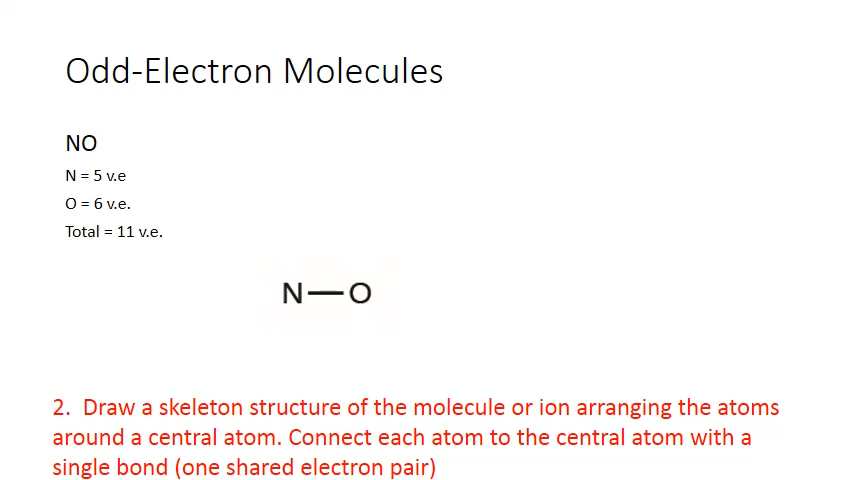 Odd-Electron Molecules
NO
N = 5 v.e
O = 6 v.e.
Total = 11 v.e.
N—O
2. Draw a skeleton structure of the molecule or ion arranging the atoms
around a central atom. Connect each atom to the central atom with a
single bond (one shared electron pair)